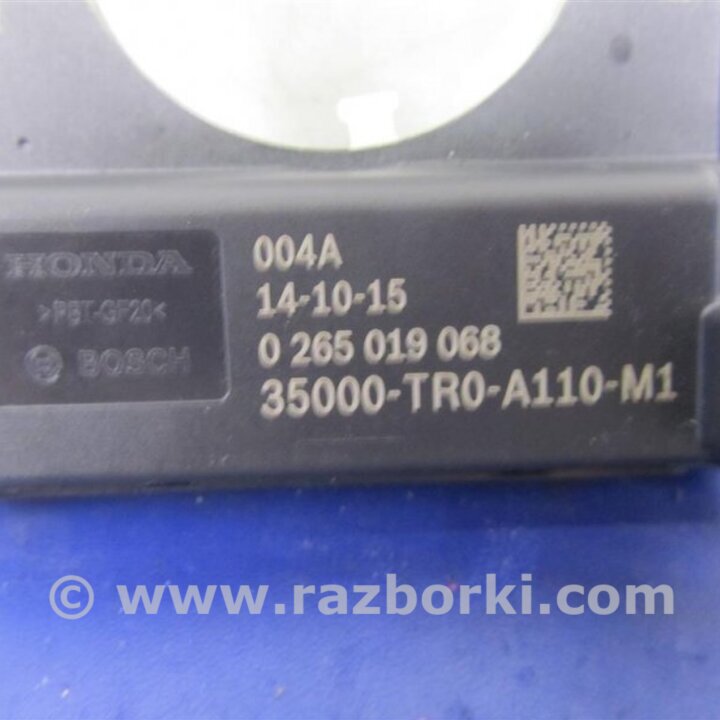 HONDA
>PBT-GF20<
BOSCH
004A
14-10-15
0 265 019 068
35000-TR0-A110-M1
© www.razborki.com